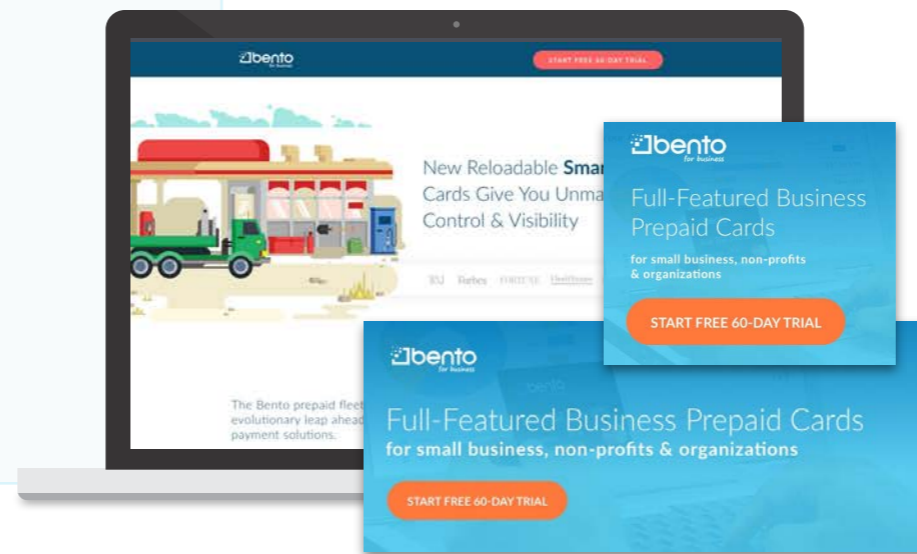 bento
for business
START FREE 60-DAY TRIAL
New Reloadable Smar
Cards Give You Unma
Control & Visibility
Forbes FORTUNE
The Bento prepaid fleet
evolutionary leap ahead
payment solutions.
bento
for business
Full-Featured Business
Prepaid Cards
for small business, non-profits
& organizations
START FREE 60-DAY TRIAL
bento
for business
Full-Featured Business Prepaid Cards
for small business, non-profits & organizations
START FREE 60-DAY TRIAL